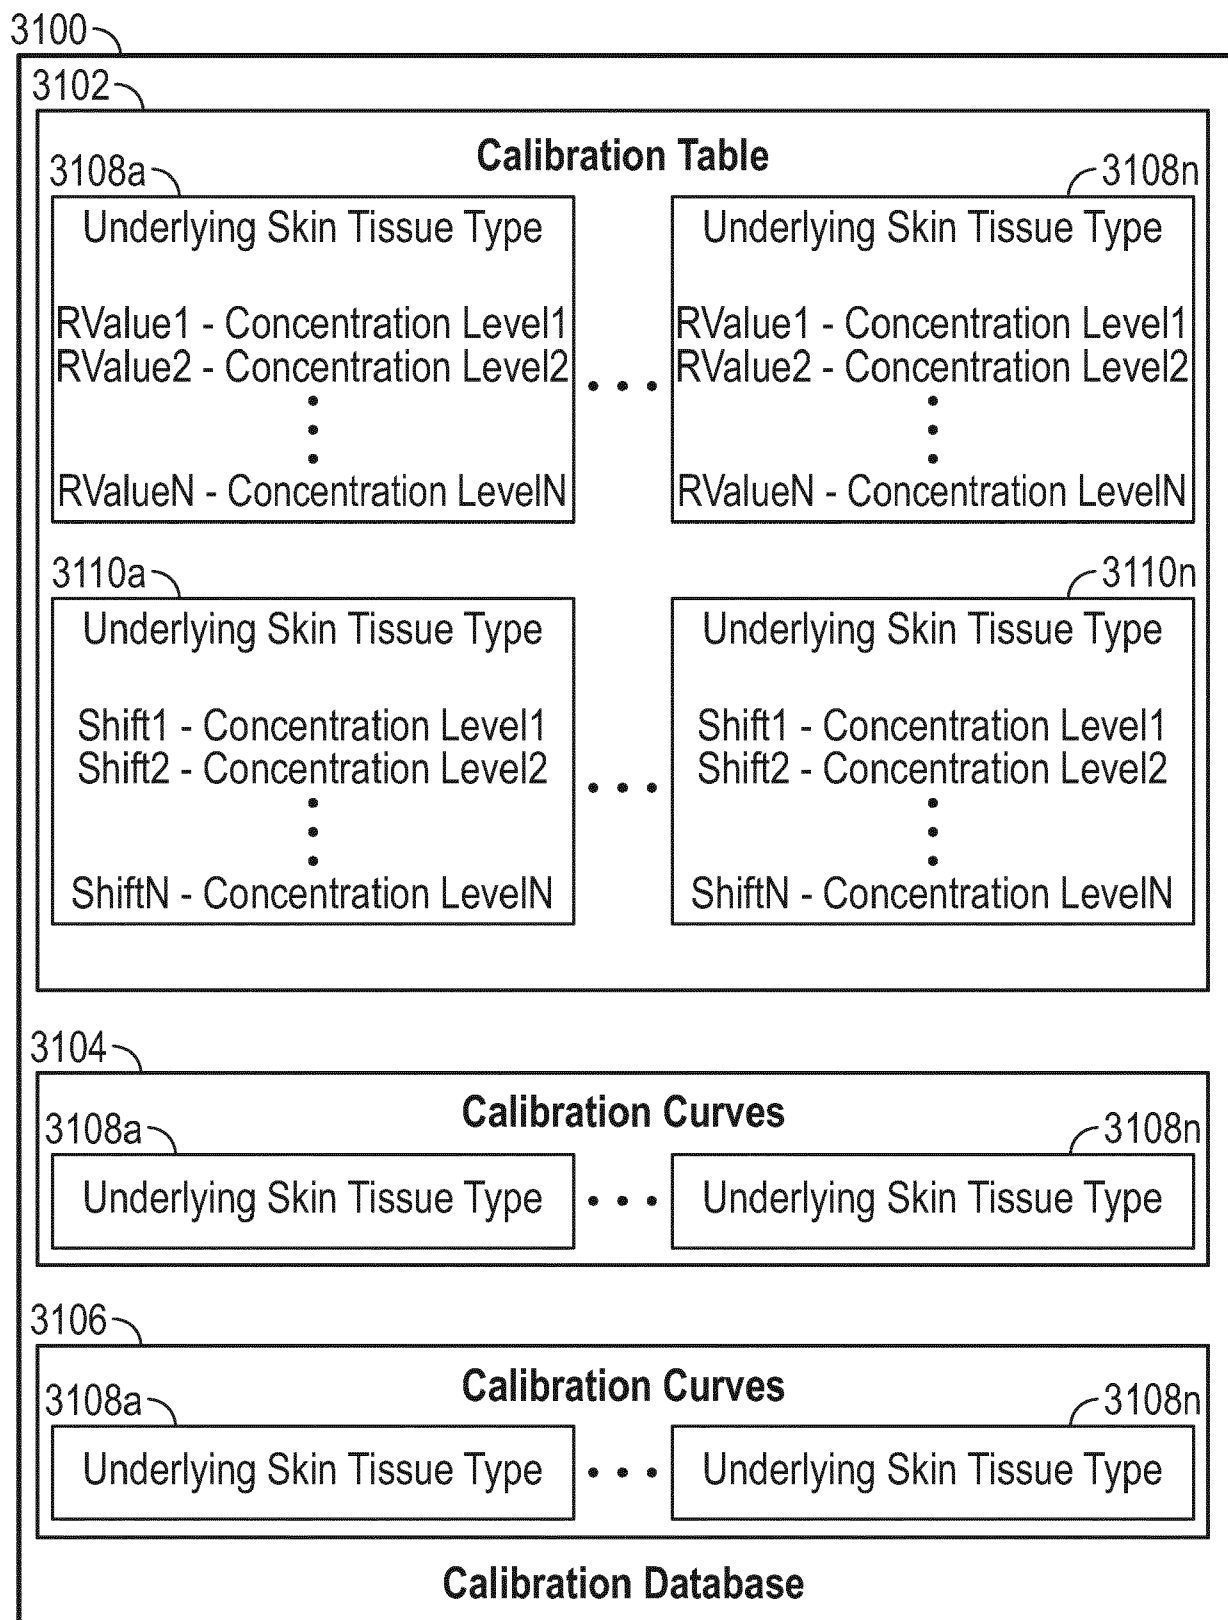 3100
3102
Calibration Table
3108a
3108n
Underlying Skin Tissue Type
RValue1 - Concentration Level1
RValue2 - Concentration Level2
RValueN - Concentration LevelN
Underlying Skin Tissue Type
RValue1 - Concentration Level1
RValue2 - Concentration Level2
RValueN - Concentration LevelN
3110a
3110n
Underlying Skin Tissue Type
Shift1 - Concentration Level1
Shift2 - Concentration Level2
ShiftN - Concentration LevelN
Underlying Skin Tissue Type
Shift1 - Concentration Level1
Shift2 - Concentration Level2
ShiftN - Concentration LevelN
3104
Calibration Curves
3108a
3108n
Underlying Skin Tissue Type
Underlying Skin Tissue Type
3106
Calibration Curves
3108a
3108n
Underlying Skin Tissue Type
Underlying Skin Tissue Type
Calibration Database